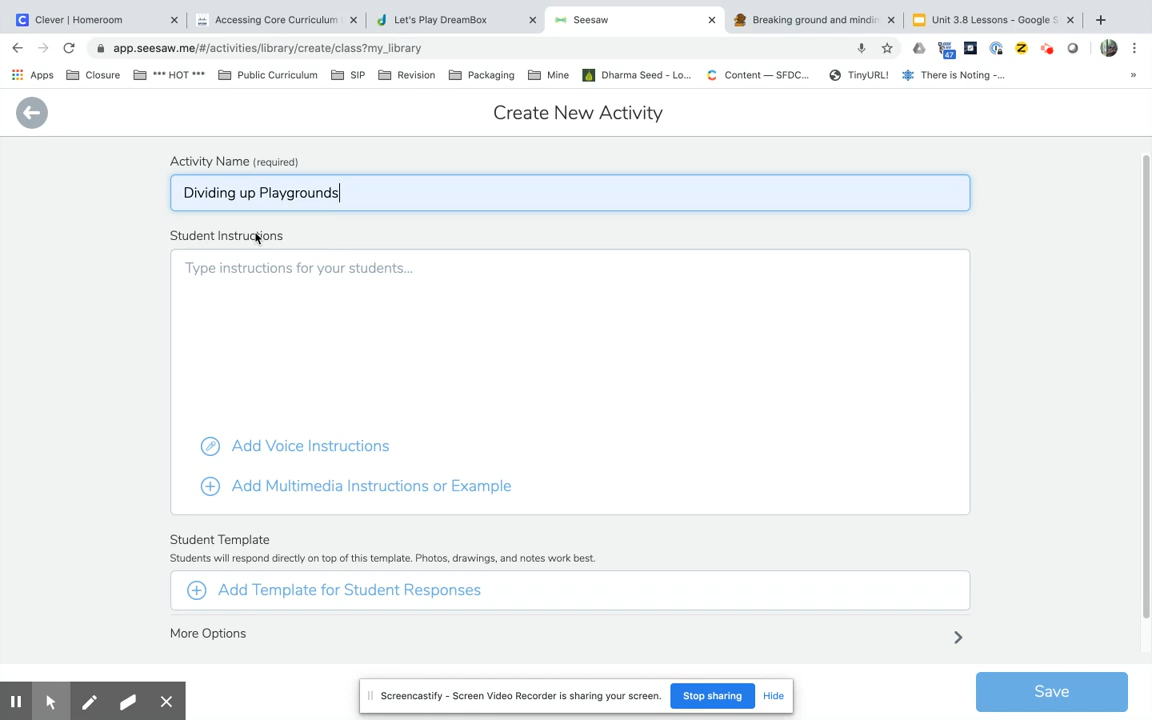 Clever | Homeroom
Accessing Core Curriculum
Let's Play DreamBox
Seesaw
Breaking ground and mindin
Unit 3.8 Lessons - Google S
app.seesaw.me/#/activities/library/create/class?my_library
47
Apps
Closure
*** HOT ***
Public Curriculum
SIP
Revision
Packaging
Mine
Dharma Seed - Lo...
Content — SFDC...
TinyURL!
There is Noting -...
»
Create New Activity
Activity Name (required)
Dividing up Playgrounds
Student Instructions
Type instructions for your students...
Add Voice Instructions
Add Multimedia Instructions or Example
Student Template
Students will respond directly on top of this template. Photos, drawings, and notes work best.
Add Template for Student Responses
More Options
Screencastify - Screen Video Recorder is sharing your screen.
Stop sharing
Hide
Save